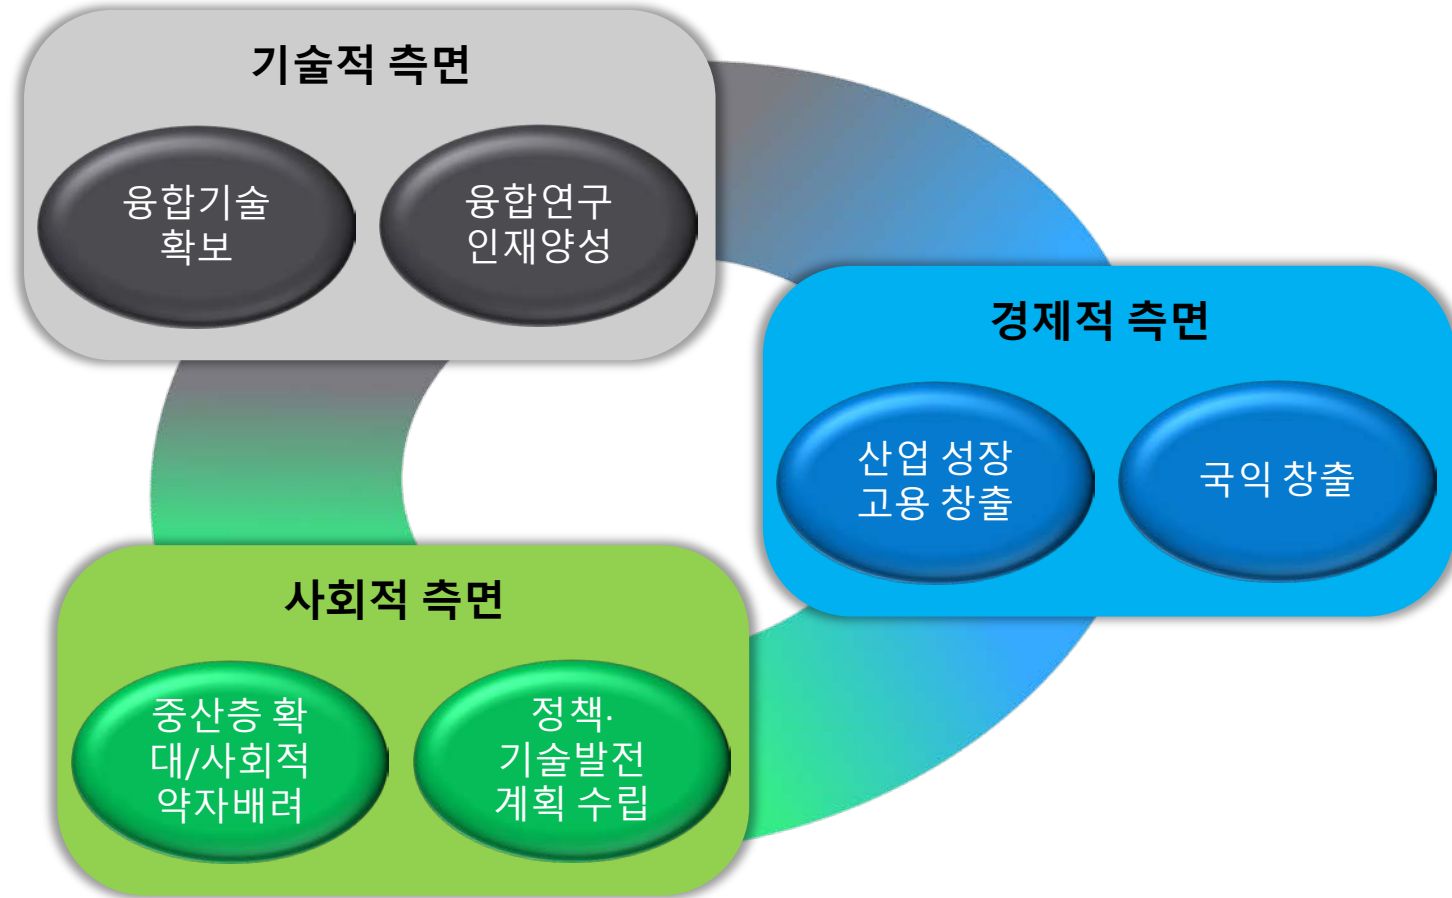 기술적 측면
융합기술
확보
융합연구
인재양성
경제적 측면
산업 성장
고용 창출
국익 창출
사회적 측면
중산층 확
대/사회적
약자배려
정책·
기술발전
계획 수립